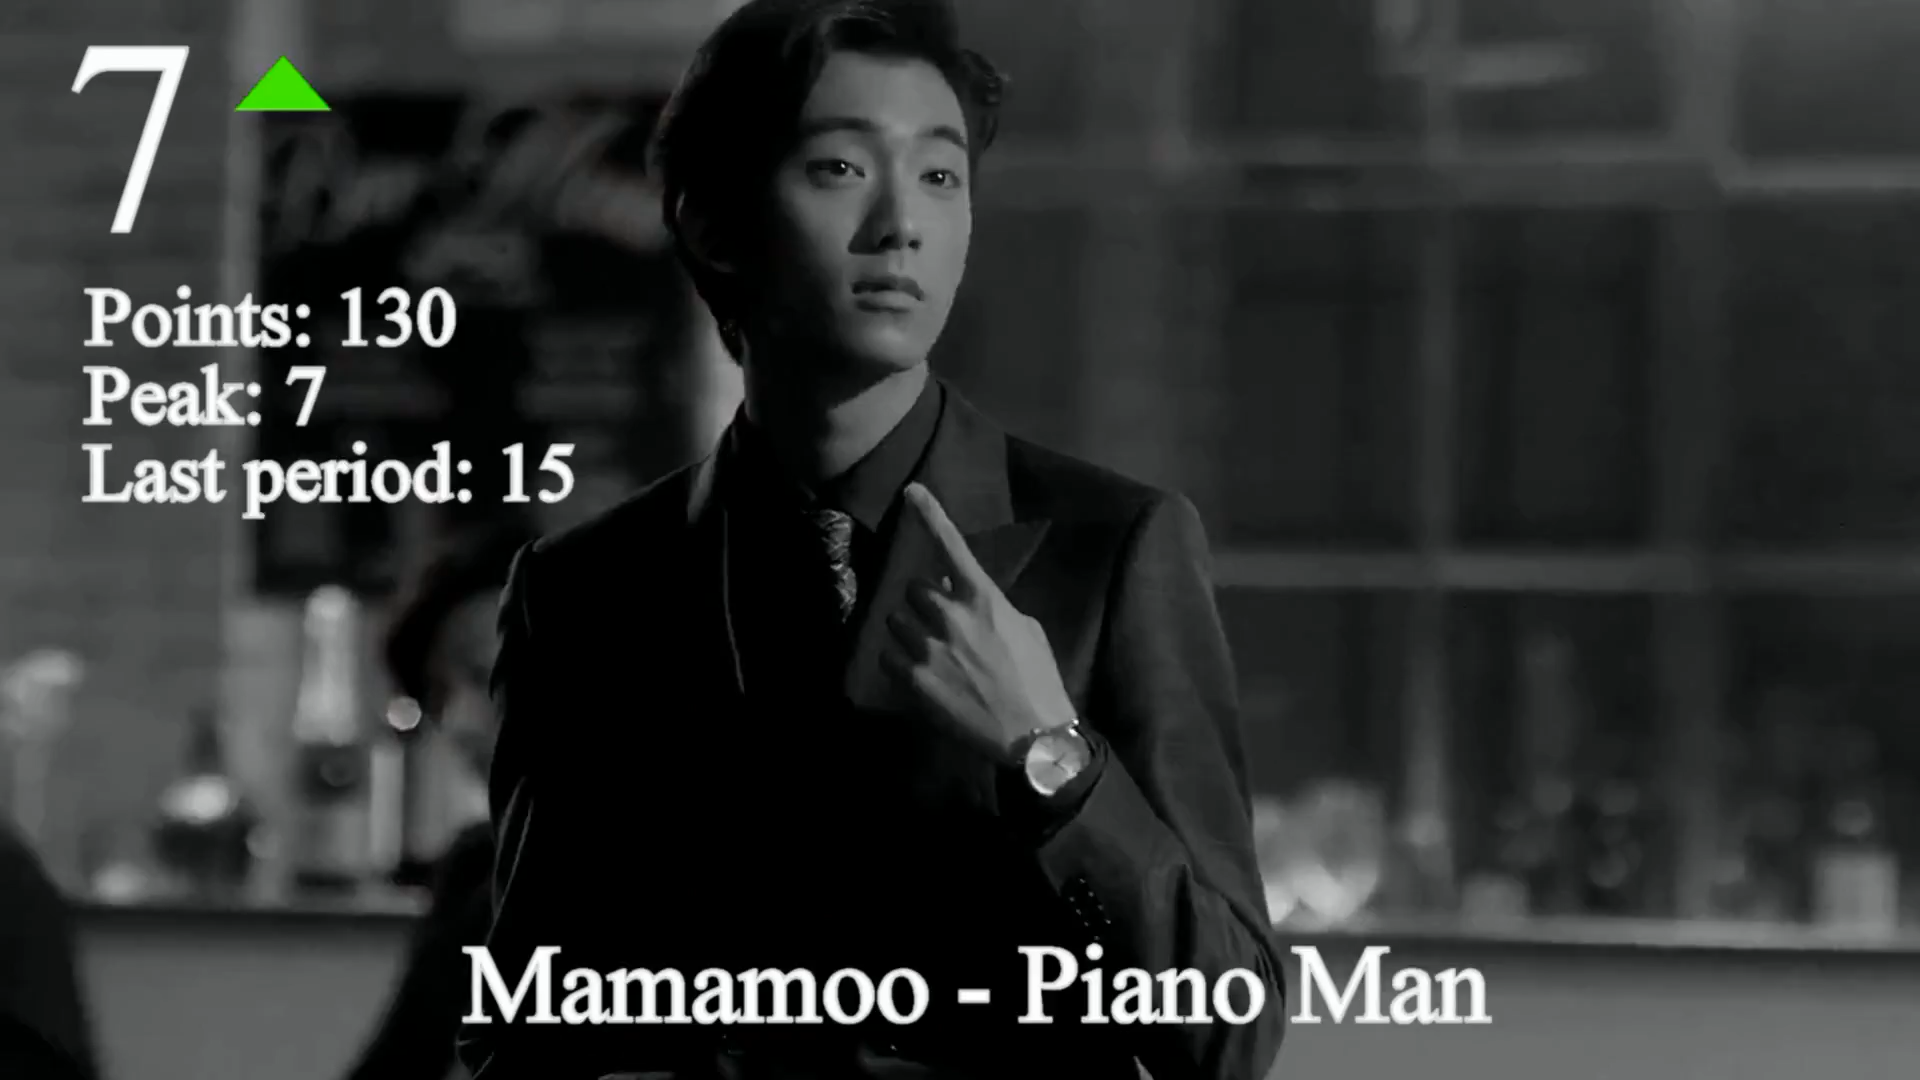 7
Points: 130
Peak: 7
Last period: 15
Mamamoo - Piano Man